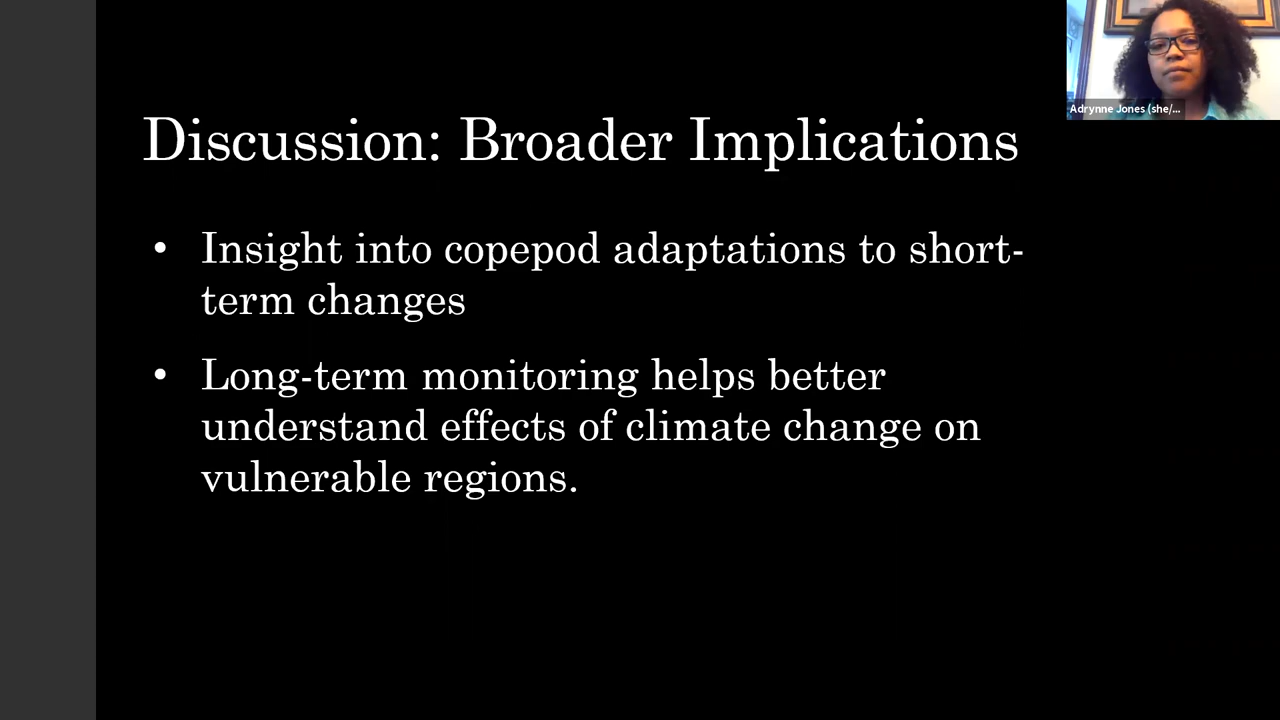 Adrynne Jones (she/...
Discussion: Broader Implications
• Insight into copepod adaptations to short-
term changes
• Long-term monitoring helps better
understand effects of climate change on
vulnerable regions.